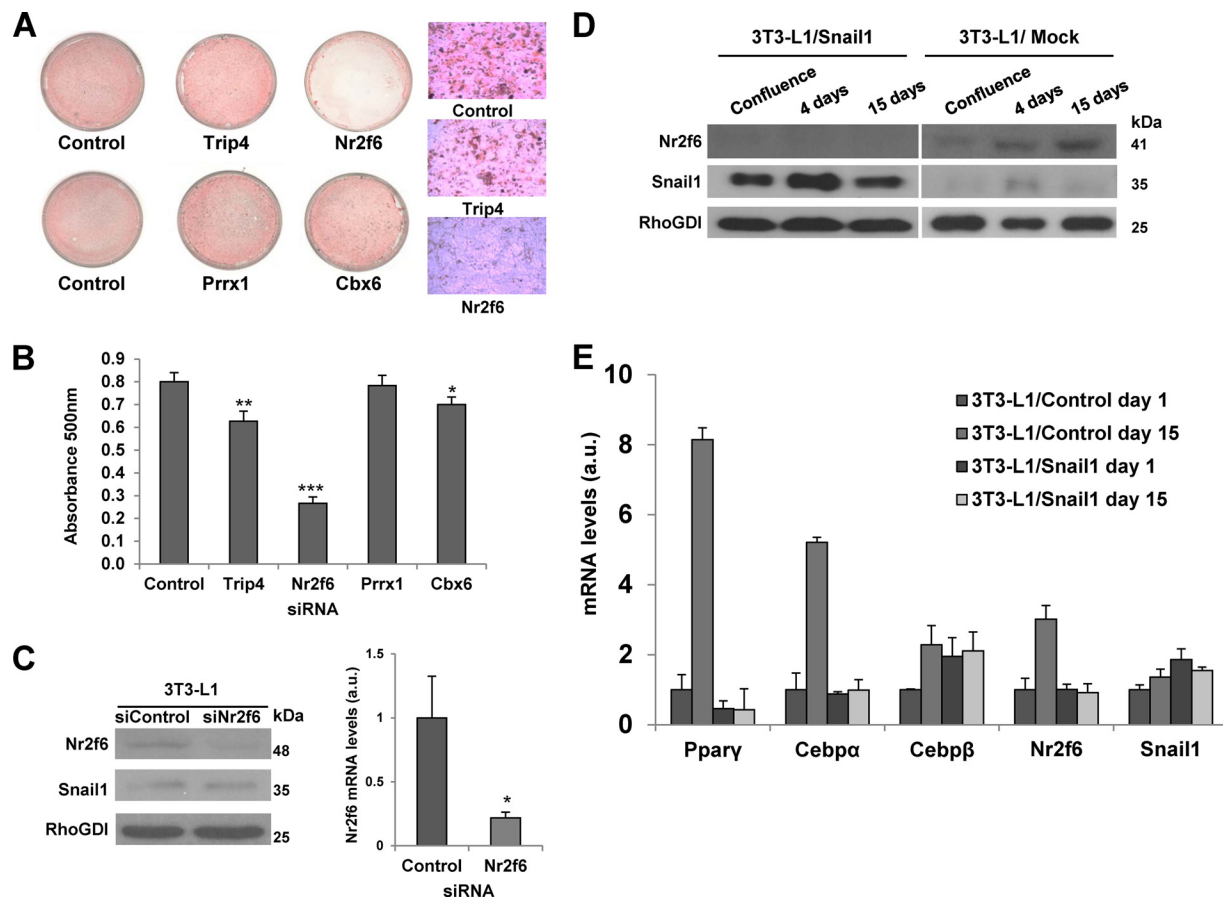 A
Control
Trip4
Nr2f6
Control
Prrx1
Cbx6
Control
Trip4
Nr2f6
B
Absorbance 500nm
0.9
0.8
0.7
0.6
0.5
0.4
0.3
0.2
0.1
0.0
**
***
*
Control Trip4 Nr2f6 Prrx1 Cbx6
siRNA
C
3T3-L1
siControl siNr2f6 kDa
Nr2f6 48
Snail1 35
RhoGDI 25
Nr2f6 mRNA levels (a.u.)
1.5
1
0.5
0
*
Control Nr2f6
siRNA
D
3T3-L1/Snail1 3T3-L1/ Mock
Confluence 4 days 15 days Confluence 4 days 15 days
kDa
Nr2f6 41
Snail1 35
RhoGDI 25
E
mRNA levels (a.u.)
10
8
6
4
2
0
3T3-L1/Control day 1
3T3-L1/Control day 15
3T3-L1/Snail1 day 1
3T3-L1/Snail1 day 15
Pparγ Cebpα Cebpβ Nr2f6 Snail1